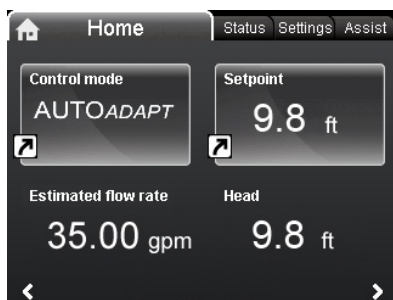 Home Status Settings Assist
Control mode Setpoint
AUTOADAPT 9.8 ft
Estimated flow rate Head
35.00 gpm 9.8 ft